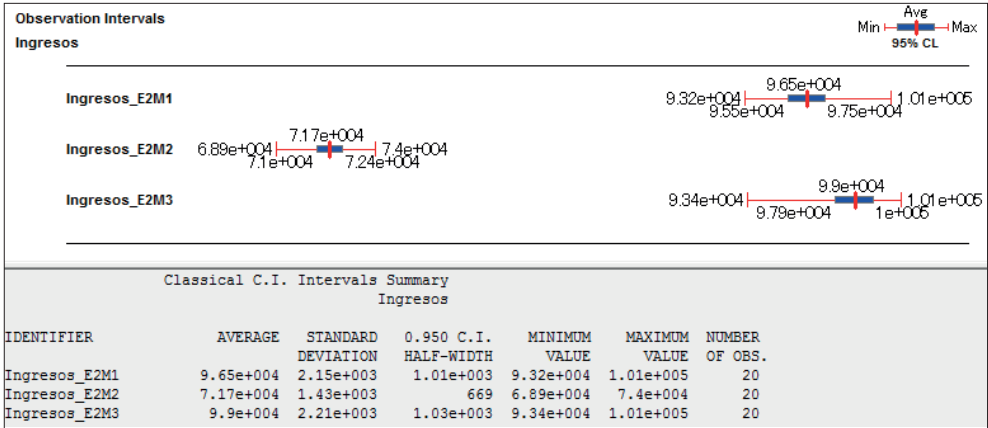 Observation Intervals
Ingresos
Avg
Min Max
95% CL
Ingresos_E2M1
9.65e+004
9.32e+004 1.01e+005
9.55e+004 9.75e+004
Ingresos_E2M2
7.17e+004
6.89e+004 7.4e+004
7.1e+004 7.24e+004
Ingresos_E2M3
9.9e+004
9.34e+004 1.01e+005
9.79e+004 1e+005
Classical C.I. Intervals Summary
Ingresos
IDENTIFIER AVERAGE STANDARD 0.950 C.I. MINIMUM MAXIMUM NUMBER
DEVIATION HALF-WIDTH VALUE VALUE OF OBS.
Ingresos_E2M1 9.65e+004 2.15e+003 1.01e+003 9.32e+004 1.01e+005 20
Ingresos_E2M2 7.17e+004 1.43e+003 669 6.89e+004 7.4e+004 20
Ingresos_E2M3 9.9e+004 2.21e+003 1.03e+003 9.34e+004 1.01e+005 20